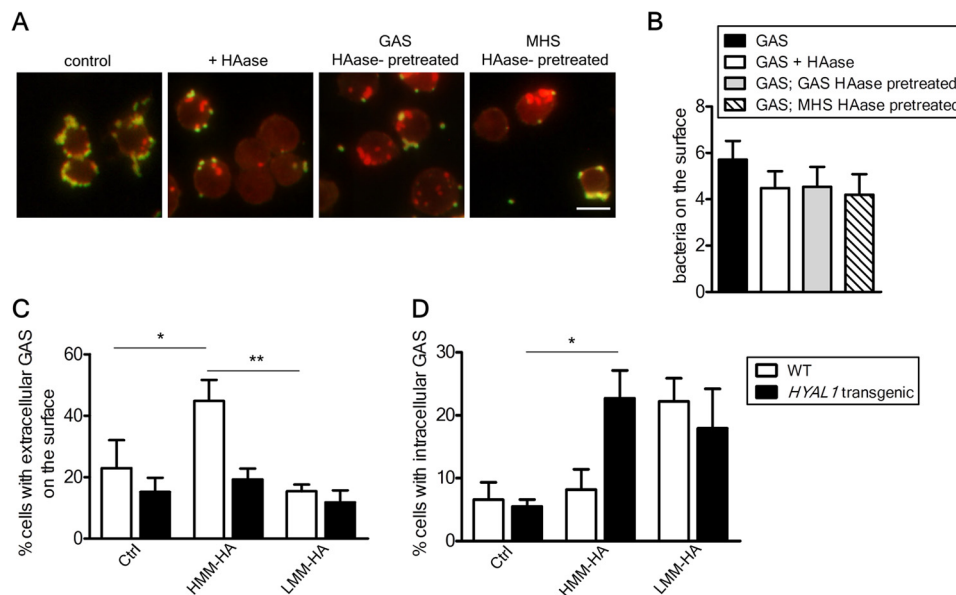 A
control
+ HAase
GAS
HAase- pretreated
MHS
HAase- pretreated
B
GAS
GAS + HAase
GAS; GAS HAase pretreated
GAS; MHS HAase pretreated
bacteria on the surface
8
6
4
2
0
C
% cells with extracellular GAS
on the surface
60
40
20
0
*
**
Ctrl
HMM-HA
LMM-HA
D
% cells with intracellular GAS
30
20
10
0
*
Ctrl
HMM-HA
LMM-HA
WT
HYAL1 transgenic